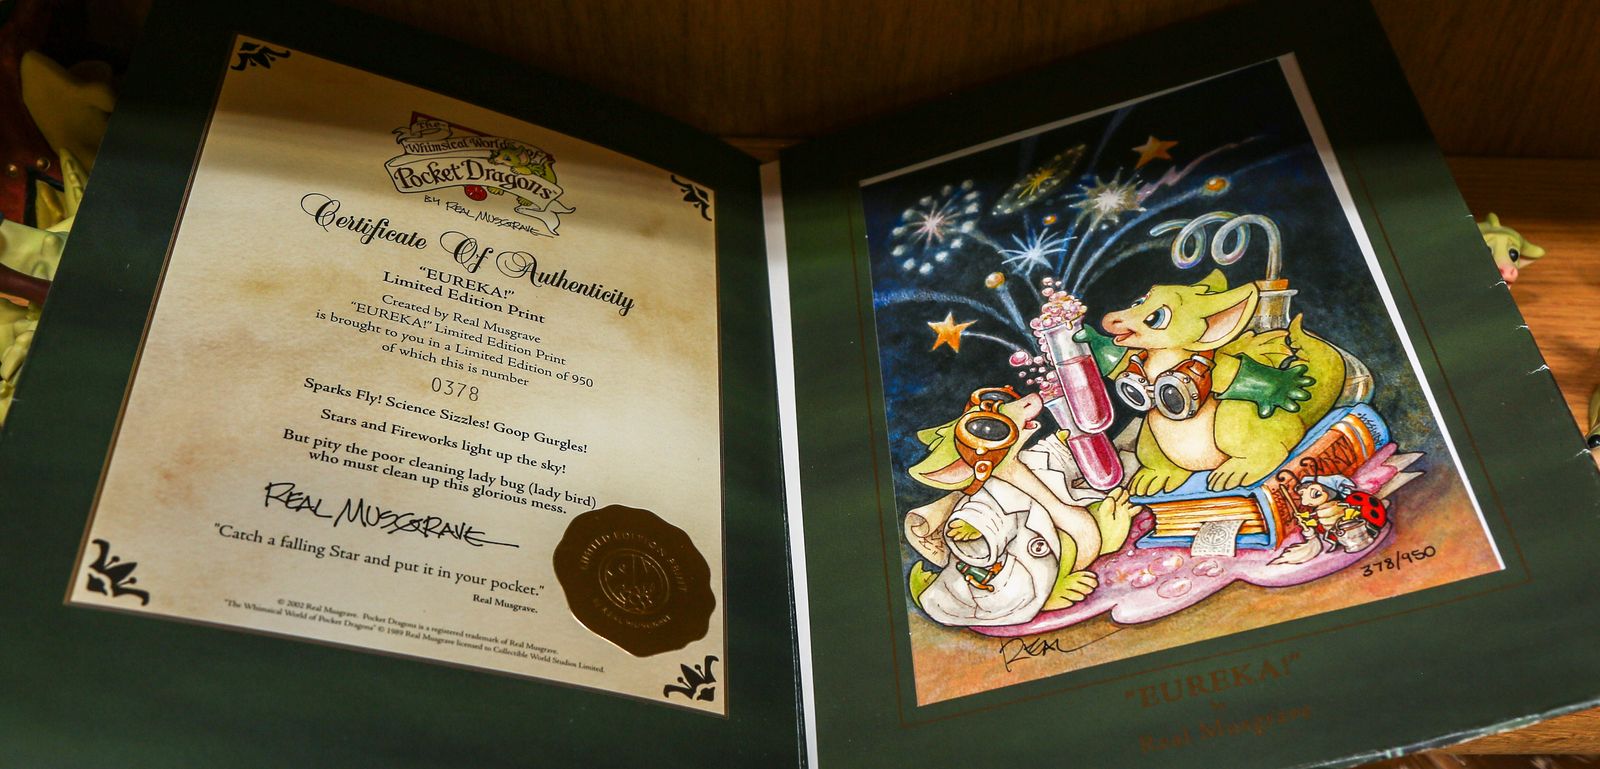 The
Whimsical World of
Pocket Dragons
BY REAL MUSGRAVE
Certificate Of Authenticity
"EUREKA!"
Limited Edition Print
Created by Real Musgrave
"EUREKA!" Limited Edition Print
is brought to you in a Limited Edition of 950
of which this is number
0378
Sparks Fly! Science Sizzles! Goop Gurgles!
Stars and Fireworks light up the sky!
But pity the poor cleaning lady bug (lady bird)
who must clean up this glorious mess.
REAL MUSGRAVE
"Catch a falling Star and put it in your pocket."
Real Musgrave.
© 2002 Real Musgrave. Pocket Dragons is a registered trademark of Real Musgrave.
"The Whimsical World of Pocket Dragons" © 1989 Real Musgrave licensed to Collectible World Studios Limited.
LIMITED EDITION PRINT
REAL MUSGRAVE
378/950
REAL
"EUREKA!"
by
Real Musgrave